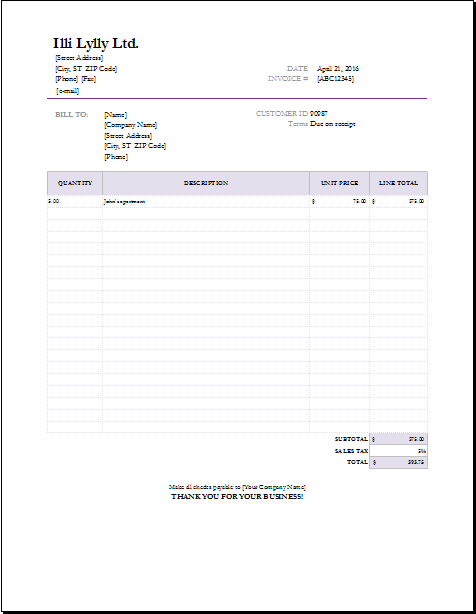 Illi Lylly Ltd.
[Street Address]
[City, ST ZIP Code]
[Phone] [Fax]
[e-mail]
DATE April 21, 2016
INVOICE # [ABC12345]
BILL TO:
[Name]
[Company Name]
[Street Address]
[City, ST ZIP Code]
[Phone]
CUSTOMER ID 90987
Terms Due on receipt
QUANTITY DESCRIPTION UNIT PRICE LINE TOTAL
5.00 John's apartment $ 75.00 $ 375.00
SUBTOTAL $ 375.00
SALES TAX 5%
TOTAL $ 393.75
Make all checks payable to [Your Company Name]
THANK YOU FOR YOUR BUSINESS!